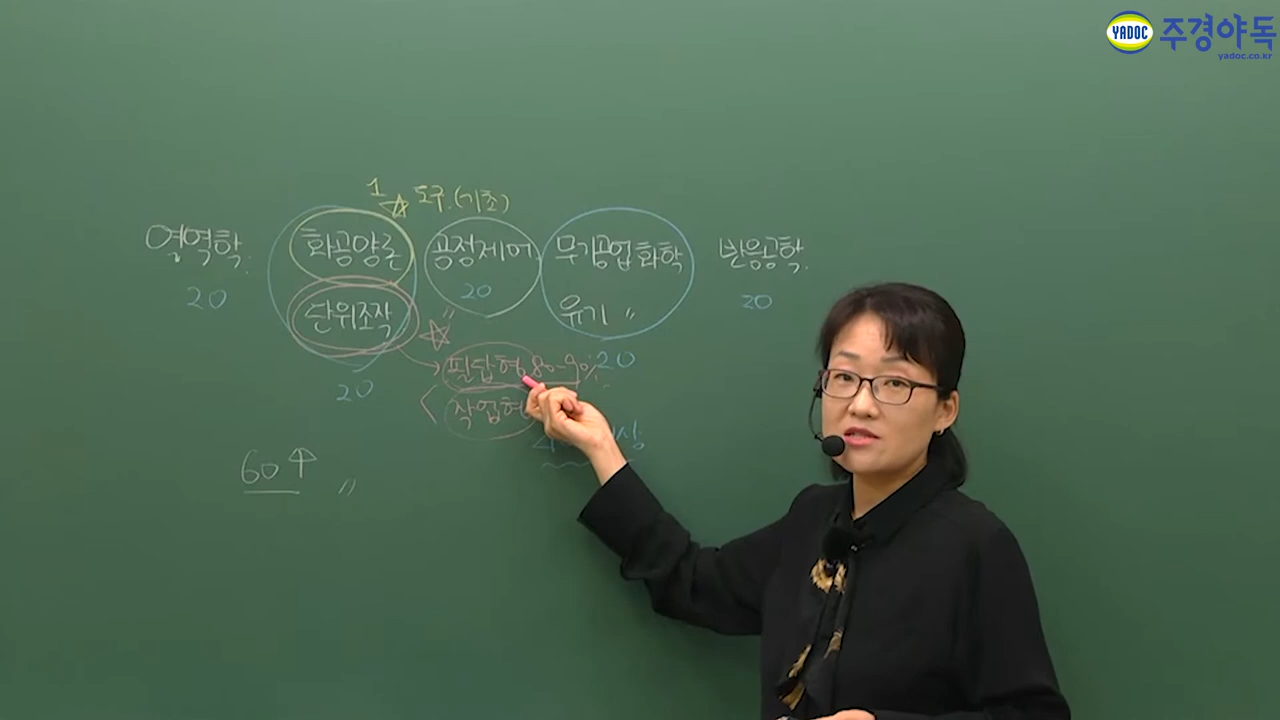 YADOC 주경야독
yadoc.co.kr
1 ☆ 도구.(기초)
열역학. 화공양론 공정제어. 무기공업화학 반응공학.
20 20 20
단위조작 ☆ 유기 〃
필답형 80~90% 20
20 작업형
60↑ 〃